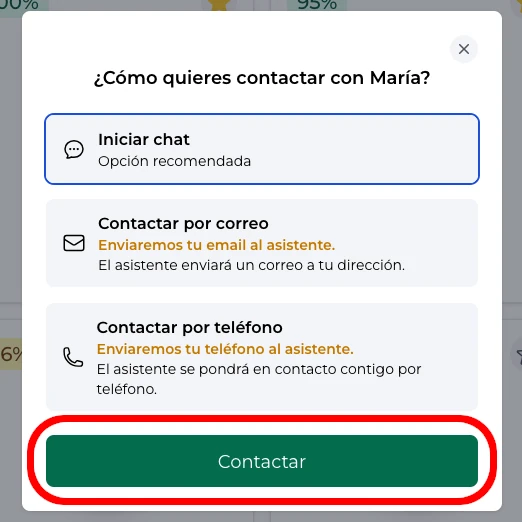 95%
¿Cómo quieres contactar con María?
Iniciar chat
Opción recomendada
Contactar por correo
Enviaremos tu email al asistente.
El asistente enviará un correo a tu dirección.
Contactar por teléfono
Enviaremos tu teléfono al asistente.
El asistente se pondrá en contacto contigo por
teléfono.
Contactar